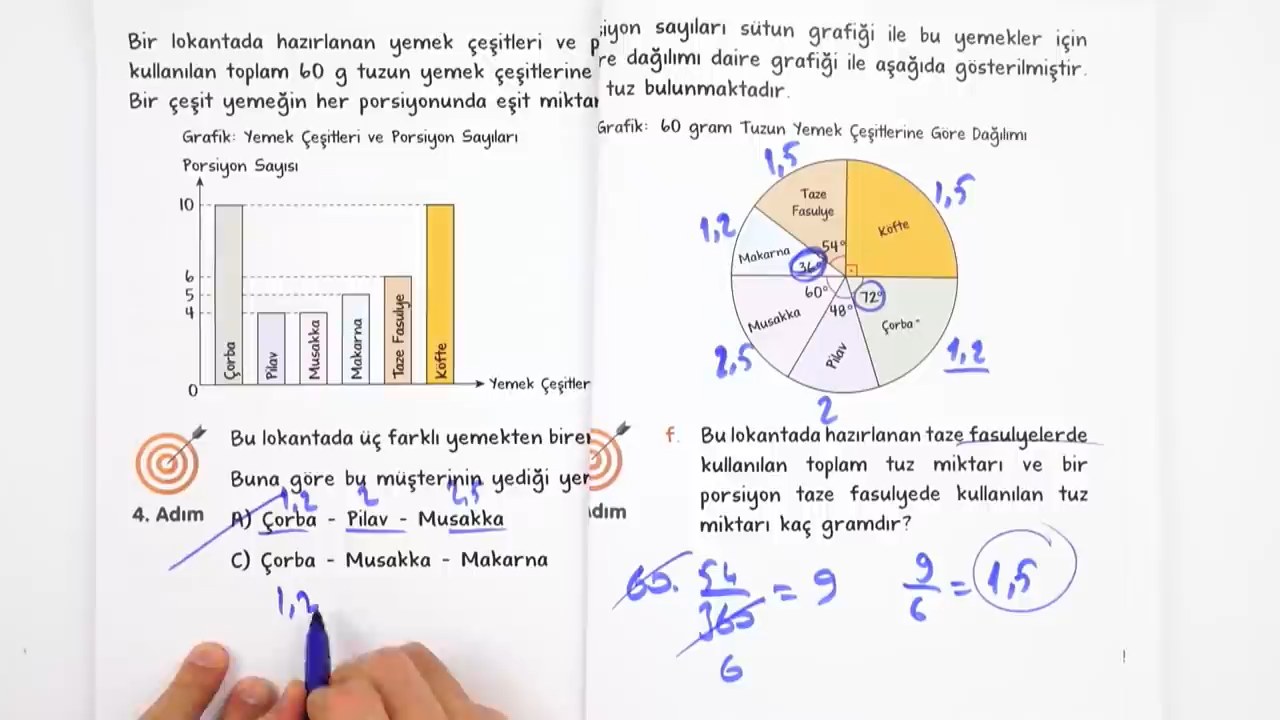 Bir lokantada hazırlanan yemek çeşitleri ve p
kullanılan toplam 60 g tuzun yemek çeşitlerine
Bir çeşit yemeğin her porsiyonunda eşit miktar
Grafik: Yemek Çeşitleri ve Porsiyon Sayıları
Porsiyon Sayısı
10
6
5
4
0
Çorba
Pilav
Musakka
Makarna
Taze Fasulye
Köfte
Yemek Çeşitler
Bu lokantada üç farklı yemekten birer
Buna göre bu müşterinin yediği yem
1,2 2 2,5
4. Adım
A) Çorba - Pilav - Musakka
C) Çorba - Musakka - Makarna
1,2
iyon sayıları sütun grafiği ile bu yemekler için
re dağılımı daire grafiği ile aşağıda gösterilmiştir.
tuz bulunmaktadır.
Grafik: 60 gram Tuzun Yemek Çeşitlerine Göre Dağılımı
1,5
1,5
Taze
Fasulye
Köfte
1,2
Makarna
54°
36°
60°
72°
48°
Musakka
Çorba
Pilav
2,5
1,2
2
f. Bu lokantada hazırlanan taze fasulyelerde
kullanılan toplam tuz miktarı ve bir
porsiyon taze fasulyede kullanılan tuz
miktarı kaç gramdır?
dım
60. 54/360 = 9
6
9/6 = 1,5